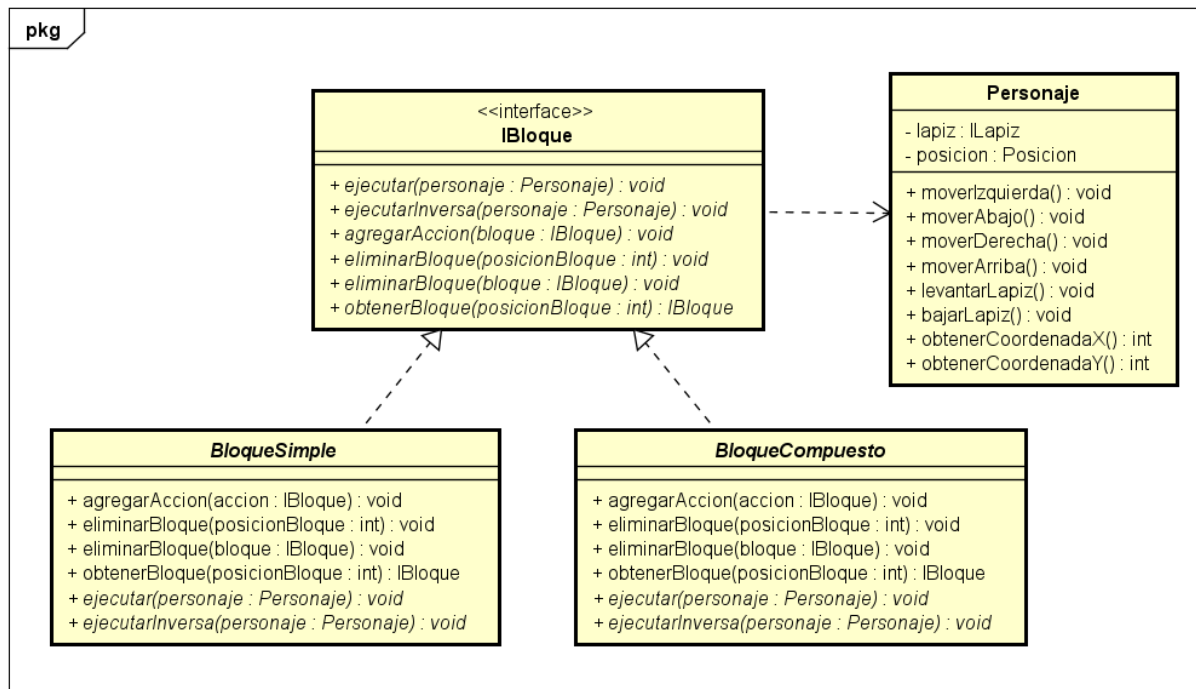 pkg
<<interface>>
IBloque
+ ejecutar(personaje : Personaje) : void
+ ejecutarInversa(personaje : Personaje) : void
+ agregarAccion(bloque : IBloque) : void
+ eliminarBloque(posicionBloque : int) : void
+ eliminarBloque(bloque : IBloque) : void
+ obtenerBloque(posicionBloque : int) : IBloque
Personaje
- lapiz : ILapiz
- posicion : Posicion
+ moverIzquierda() : void
+ moverAbajo() : void
+ moverDerecha() : void
+ moverArriba() : void
+ levantarLapiz() : void
+ bajarLapiz() : void
+ obtenerCoordenadaX() : int
+ obtenerCoordenadaY() : int
BloqueSimple
+ agregarAccion(accion : IBloque) : void
+ eliminarBloque(posicionBloque : int) : void
+ eliminarBloque(bloque : IBloque) : void
+ obtenerBloque(posicionBloque : int) : IBloque
+ ejecutar(personaje : Personaje) : void
+ ejecutarInversa(personaje : Personaje) : void
BloqueCompuesto
+ agregarAccion(accion : IBloque) : void
+ eliminarBloque(posicionBloque : int) : void
+ eliminarBloque(bloque : IBloque) : void
+ obtenerBloque(posicionBloque : int) : IBloque
+ ejecutar(personaje : Personaje) : void
+ ejecutarInversa(personaje : Personaje) : void